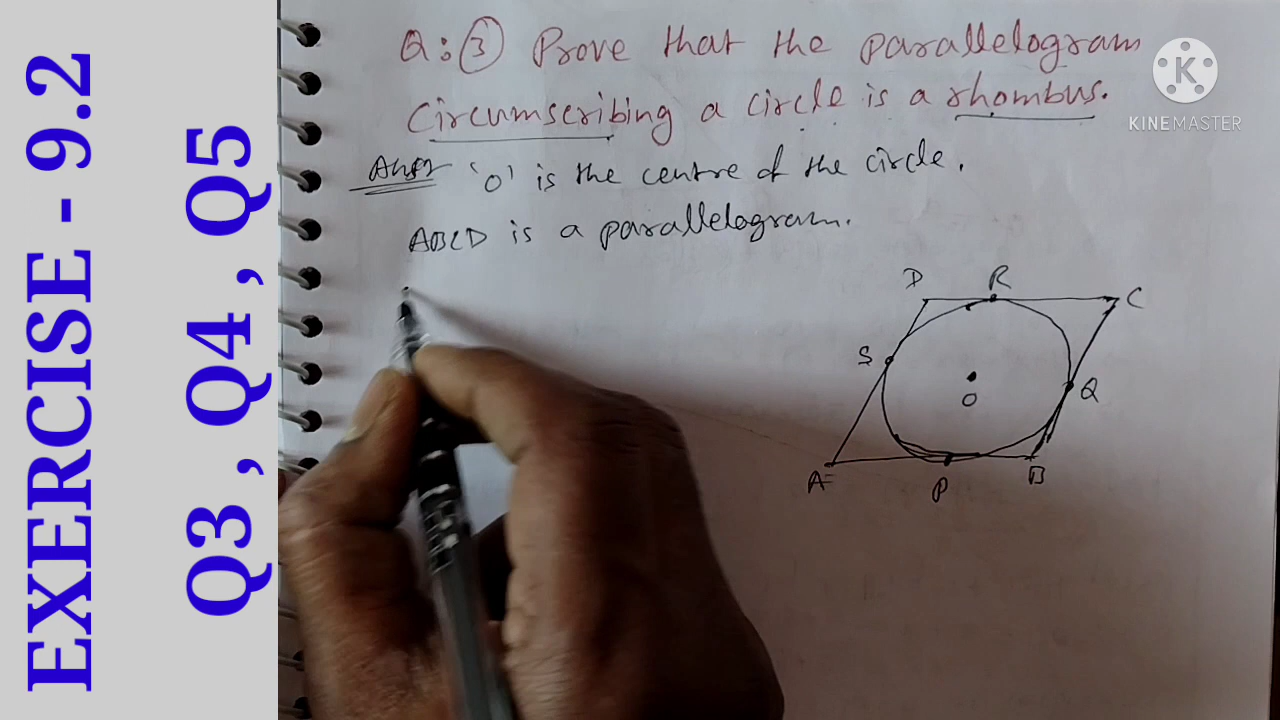 EXERCISE - 9.2
Q3 , Q4 , Q5
Q: 3 Prove that the parallelogram
Circumscribing a circle is a rhombus.
'O' is the centre of the circle.
ABCD is a parallelogram.
D R C
S
O
Q
A P B
K
KINEMASTER